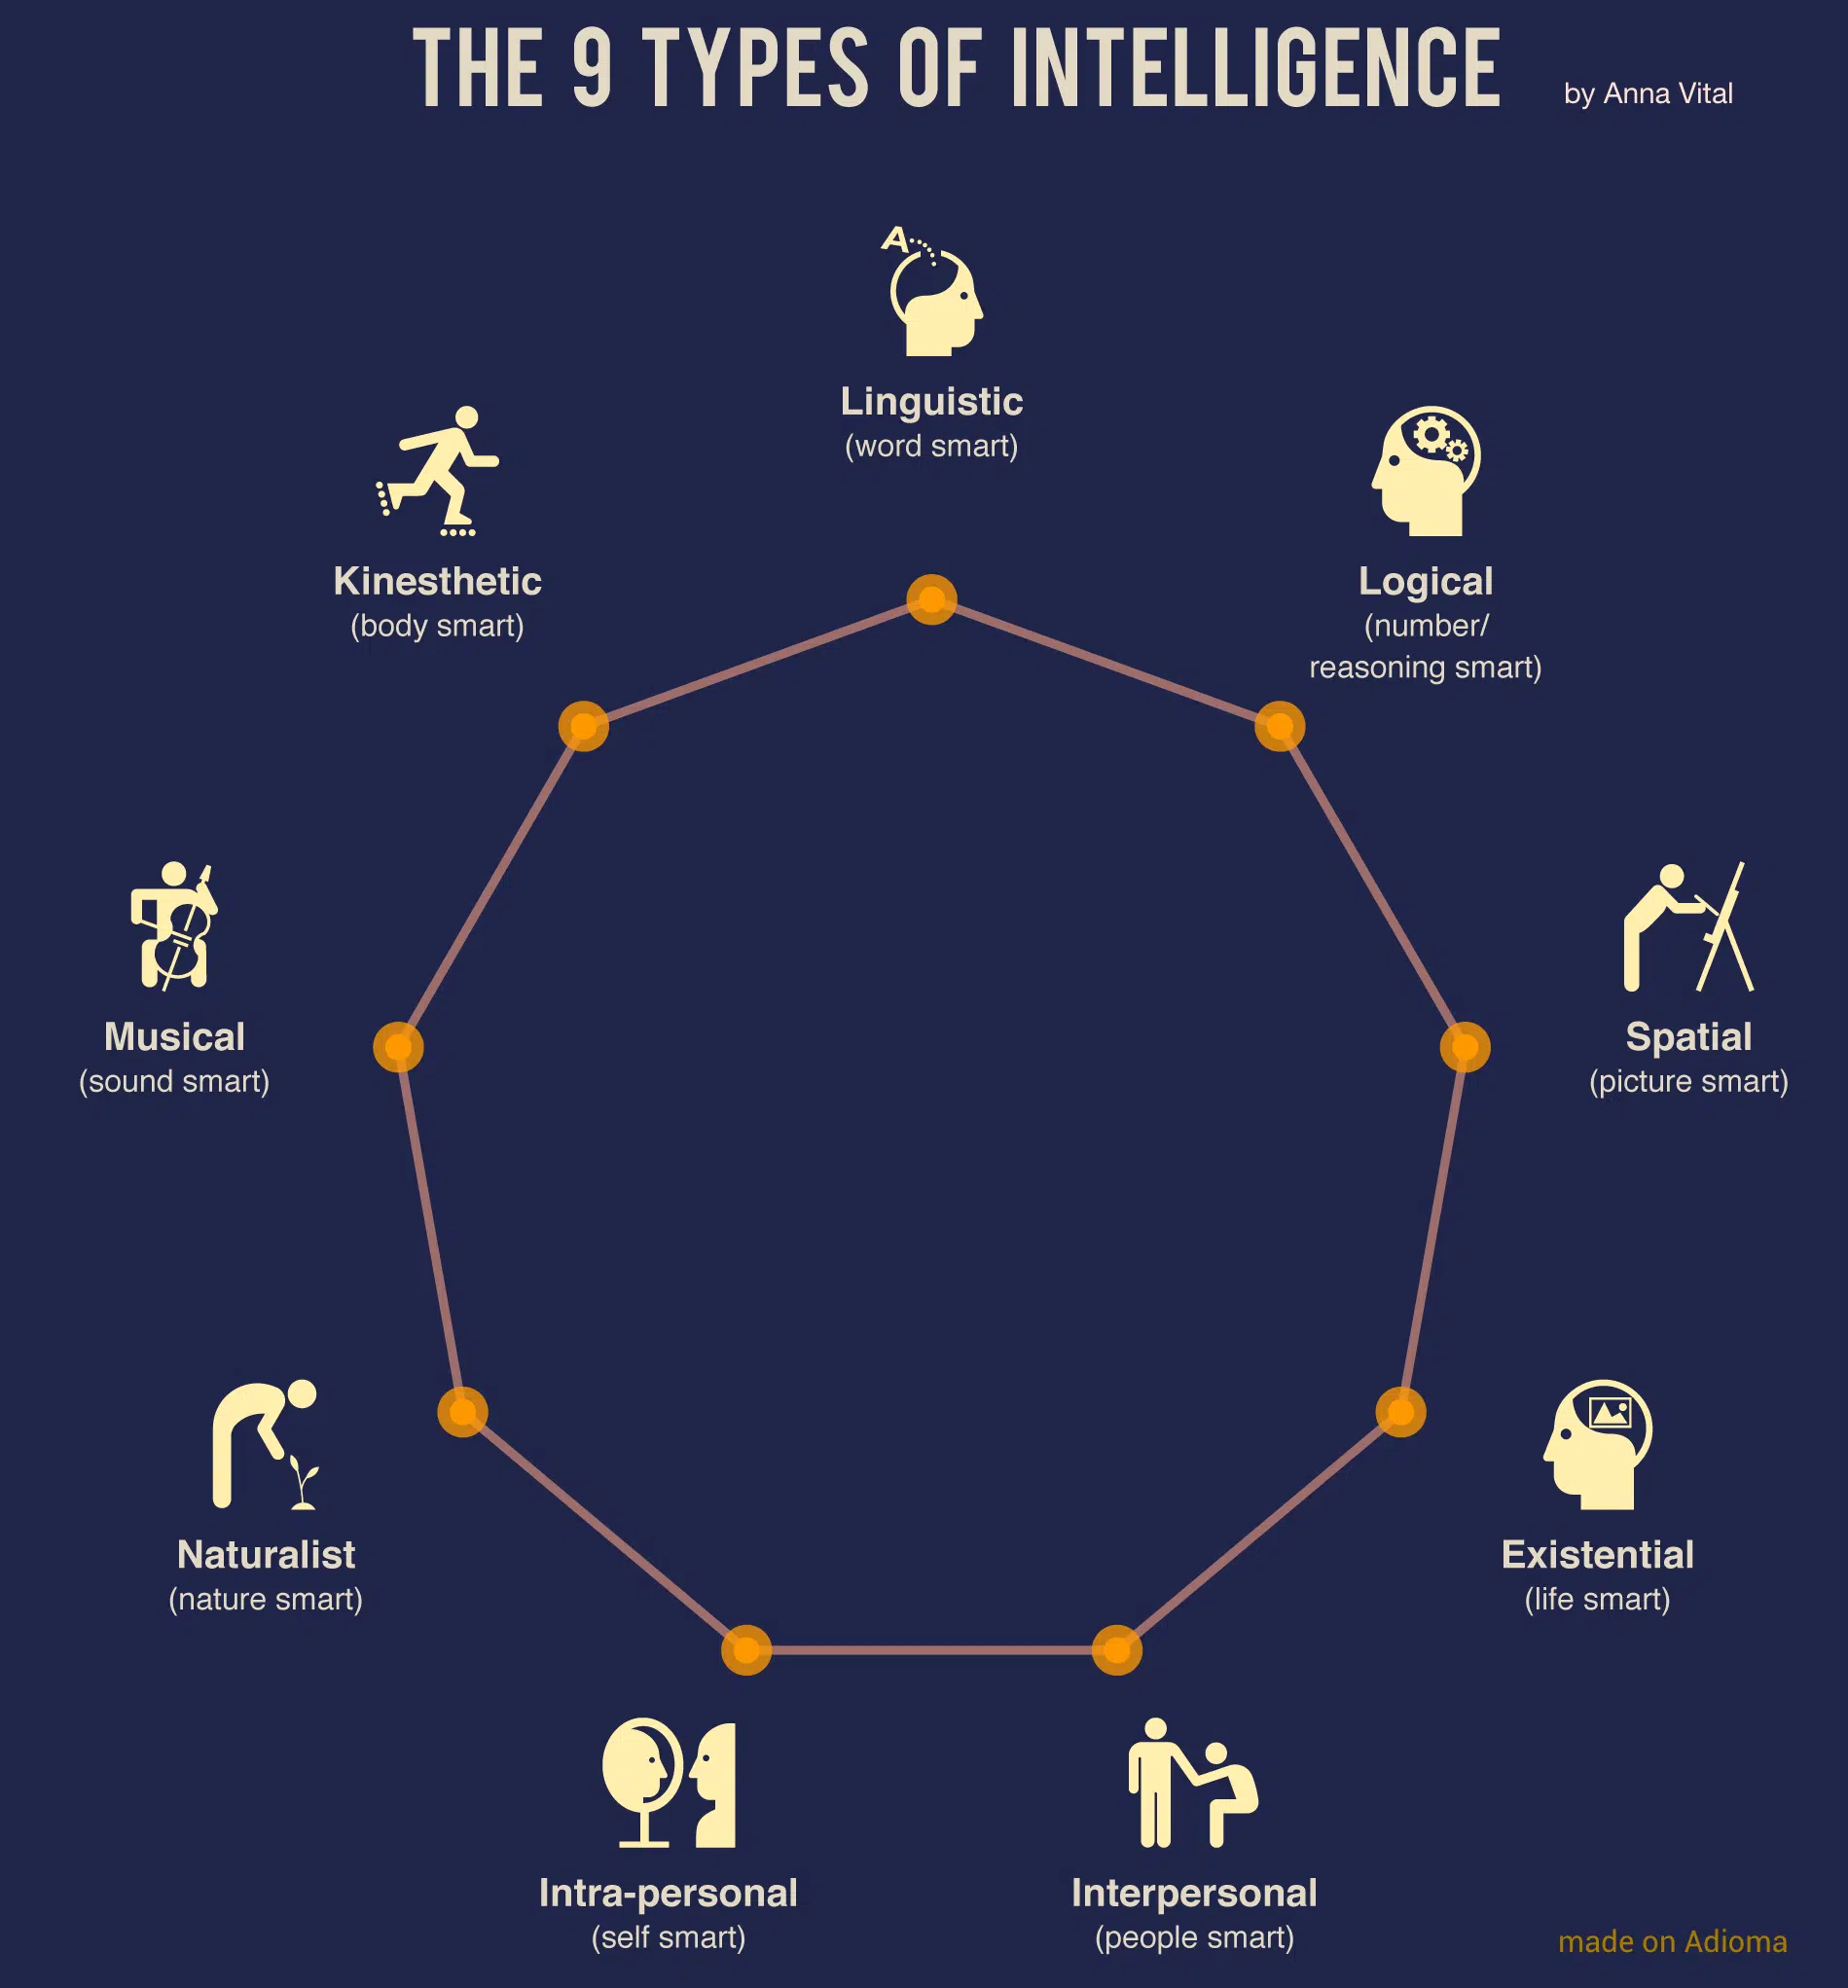 THE 9 TYPES OF INTELLIGENCE
by Anna Vital
A
Linguistic
(word smart)
Kinesthetic
(body smart)
Logical
(number/
reasoning smart)
Musical
(sound smart)
Spatial
(picture smart)
Naturalist
(nature smart)
Existential
(life smart)
Intra-personal
(self smart)
Interpersonal
(people smart)
made on Adioma